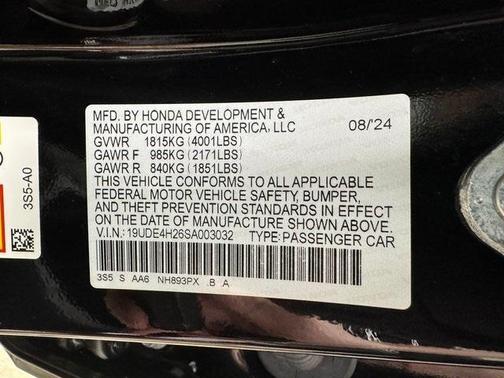 MFD. BY HONDA DEVELOPMENT &
MANUFACTURING OF AMERICA, LLC 08/24
GVWR 1815KG (4001LBS)
GAWR F 985KG (2171LBS)
GAWR R 840KG (1851LBS)
THIS VEHICLE CONFORMS TO ALL APPLICABLE
FEDERAL MOTOR VEHICLE SAFETY, BUMPER,
AND THEFT PREVENTION STANDARDS IN EFFECT
ON THE DATE OF MANUFACTURE SHOWN ABOVE.
V.I.N.: 19UDE4H26SA003032 TYPE: PASSENGER CAR
3S5 S AA6 NH893PX .B A
3S5-A0